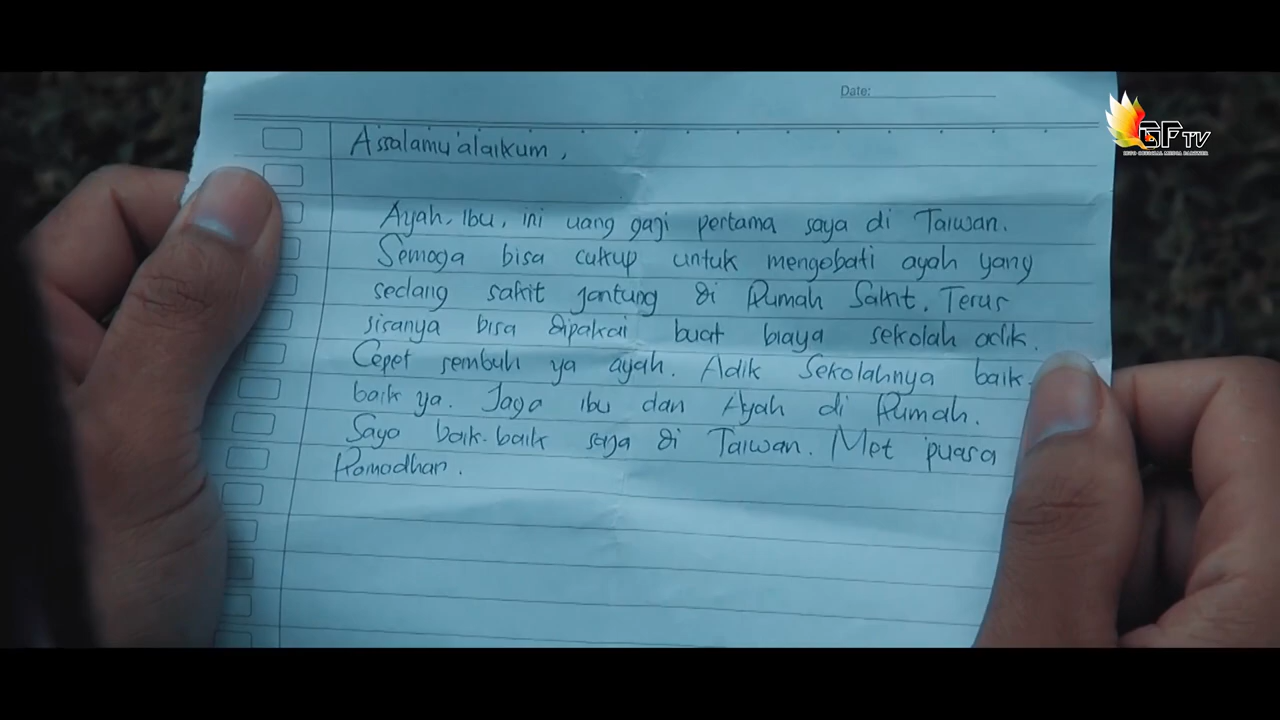 Date:
GFTV
Assalamu'alaikum,
Ayah, Ibu, ini uang gaji pertama saya di Taiwan.
Semoga bisa cukup untuk mengobati ayah yang
sedang sakit jantung di Rumah Sakit. Terus
sisanya bisa dipakai buat biaya sekolah adik.
Cepet sembuh ya ayah. Adik Sekolahnya baik-
baik ya. Jaga ibu dan Ayah di Rumah.
Saya baik-baik saja di Taiwan. Met puasa
Romadhan.